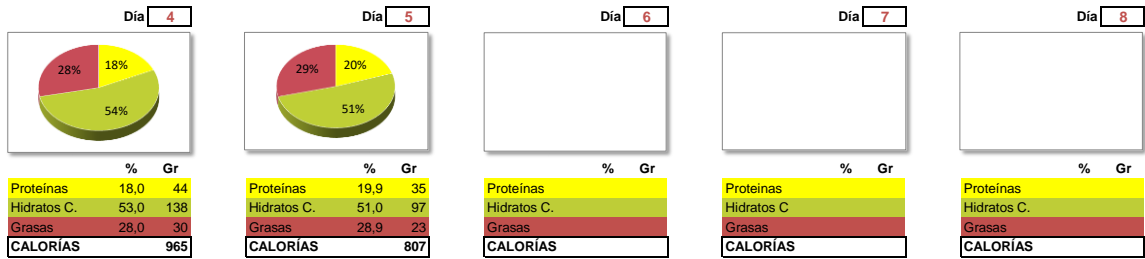 Día 4 Día 5 Día 6 Día 7 Día 8
28% 18% 29% 20%
54% 51%
% Gr % Gr % Gr % Gr % Gr
Proteínas 18,0 44 Proteínas 19,9 35 Proteínas Proteinas Proteínas
Hidratos C. 53,0 138 Hidratos C. 51,0 97 Hidratos C. Hidratos C Hidratos C.
Grasas 28,0 30 Grasas 28,9 23 Grasas Grasas Grasas
CALORÍAS 965 CALORÍAS 807 CALORÍAS CALORÍAS CALORÍAS